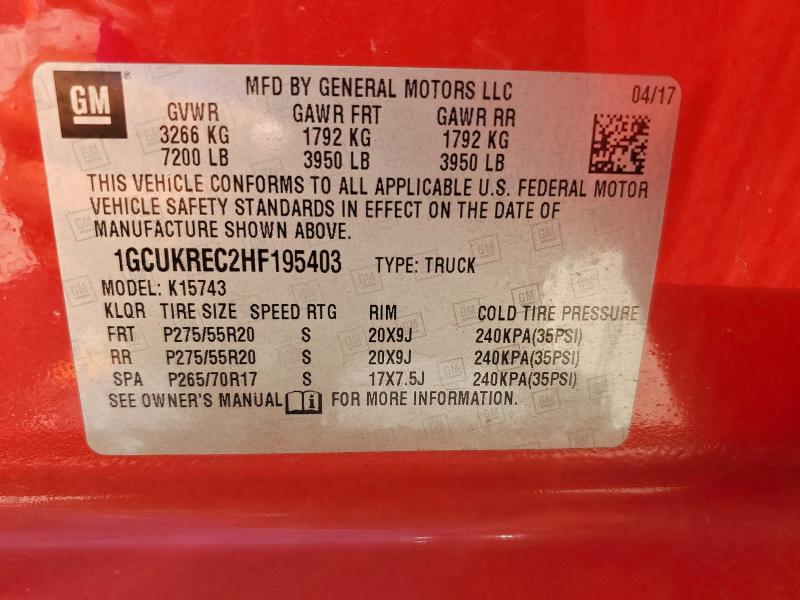 GM
MFD BY GENERAL MOTORS LLC
04/17
GVWR GAWR FRT GAWR RR
3266 KG 1792 KG 1792 KG
7200 LB 3950 LB 3950 LB
THIS VEHICLE CONFORMS TO ALL APPLICABLE U.S. FEDERAL MOTOR
VEHICLE SAFETY STANDARDS IN EFFECT ON THE DATE OF
MANUFACTURE SHOWN ABOVE.
1GCUKREC2HF195403 TYPE: TRUCK
MODEL: K15743
KLQR TIRE SIZE SPEED RTG RIM COLD TIRE PRESSURE
FRT P275/55R20 S 20X9J 240KPA(35PSI)
RR P275/55R20 S 20X9J 240KPA(35PSI)
SPA P265/70R17 S 17X7.5J 240KPA(35PSI)
SEE OWNER'S MANUAL i FOR MORE INFORMATION.